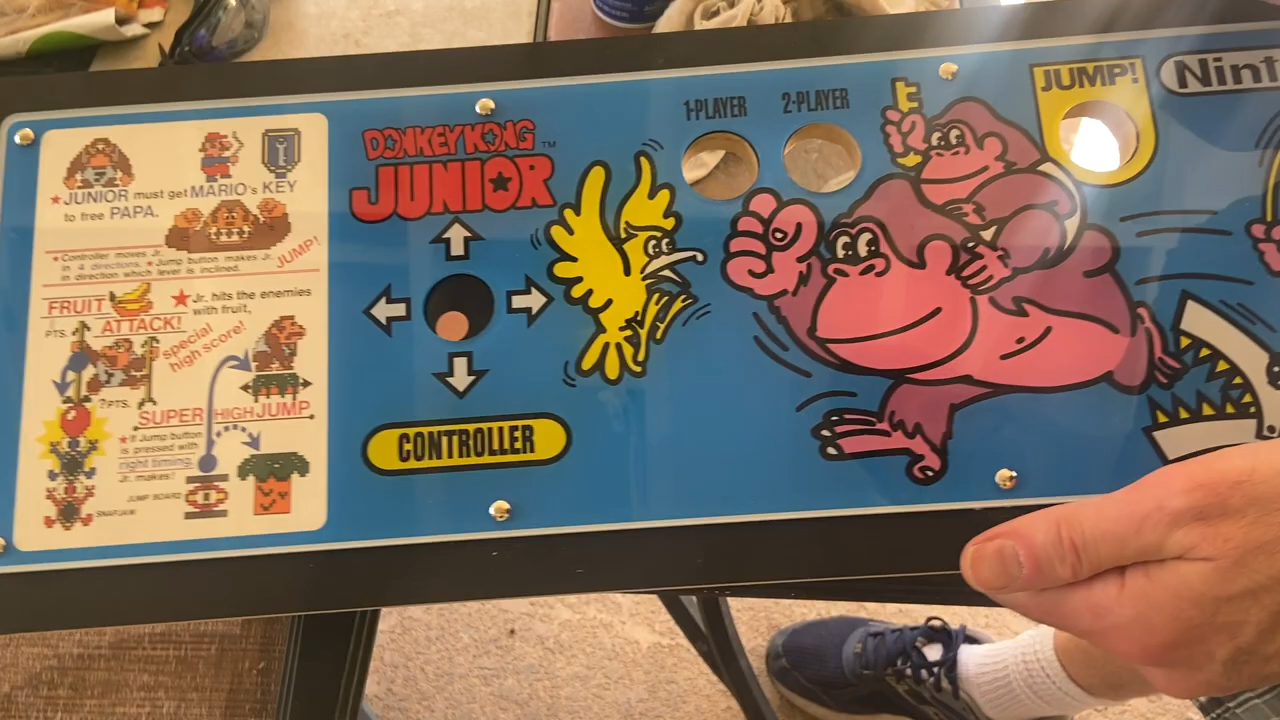 ★JUNIOR must get MARIO's KEY
to free PAPA.
★Controller moves Jr.
in 4 directions. ★Jump button makes Jr. JUMP!
in direction which lever is inclined.
FRUIT ATTACK!
★Jr. hits the enemies
with fruit,
special
high score!
PTS.
?PTS.
SUPER HIGH JUMP
★If Jump button
is pressed with
right timing,
Jr. makes!
JUMP BOARD
SNAPJAW
DONKEY KONG
JUNIOR™
CONTROLLER
1-PLAYER
2-PLAYER
JUMP!
Nint